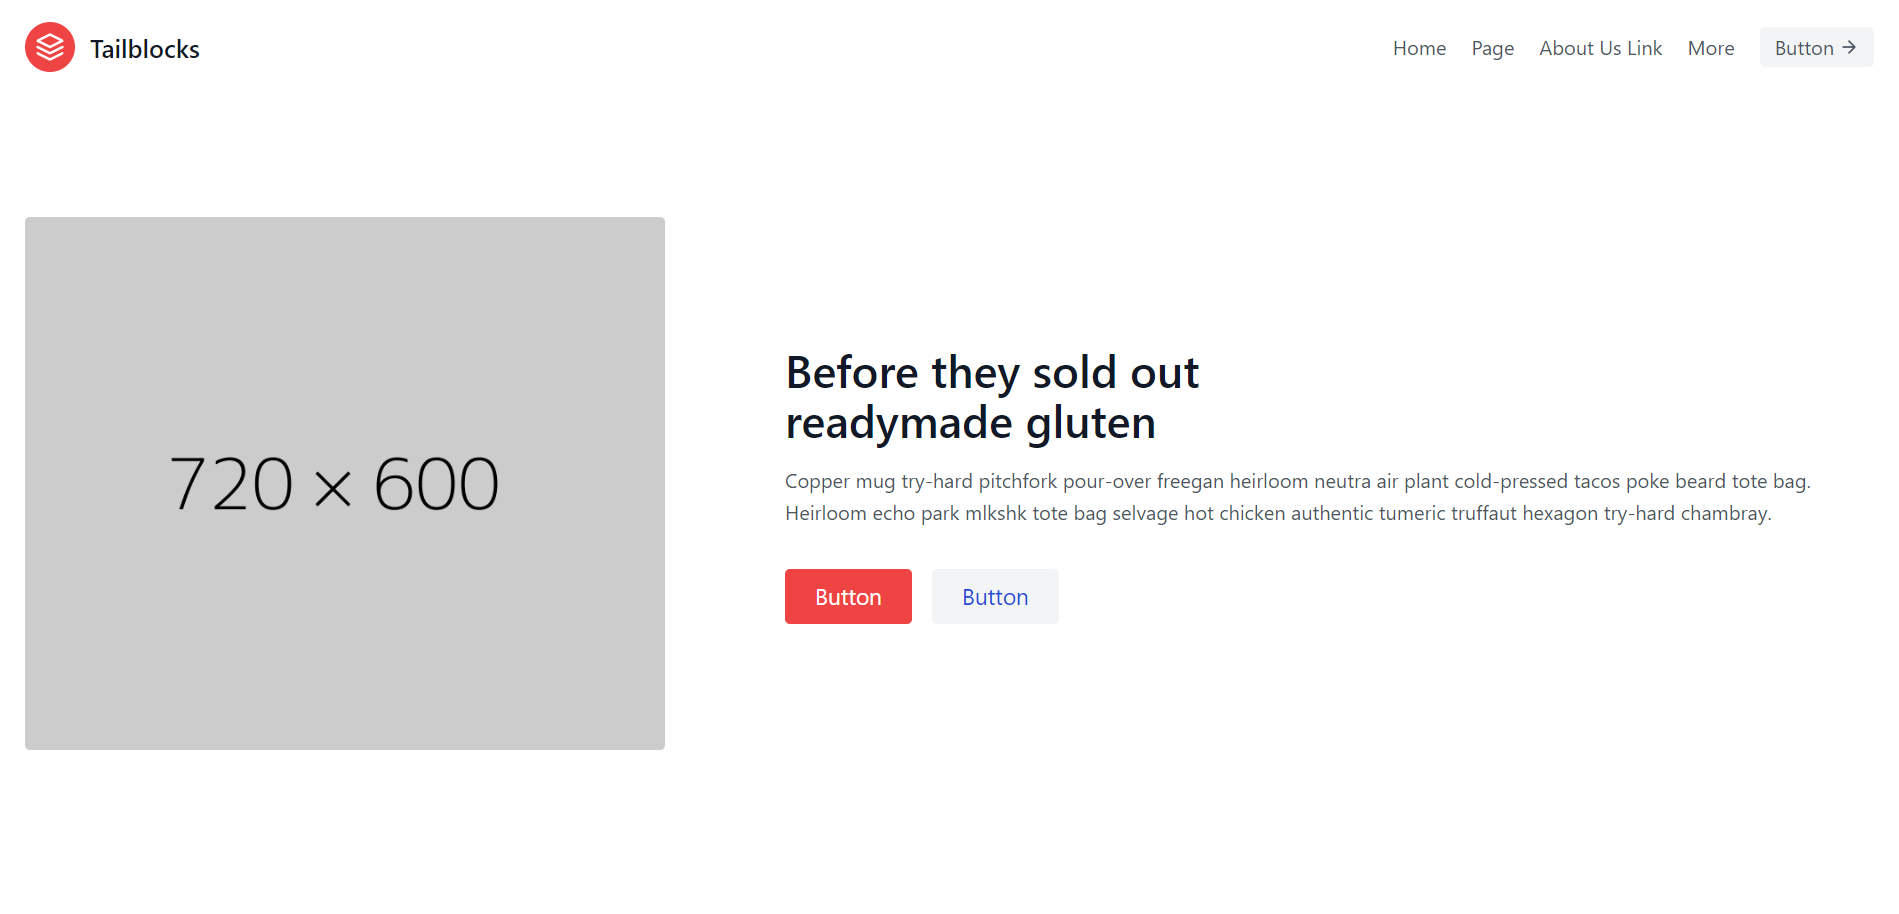 Tailblocks
Home Page About Us Link More Button →
720 × 600
Before they sold out
readymade gluten
Copper mug try-hard pitchfork pour-over freegan heirloom neutra air plant cold-pressed tacos poke beard tote bag.
Heirloom echo park mlkshk tote bag selvage hot chicken authentic tumeric truffaut hexagon try-hard chambray.
Button Button